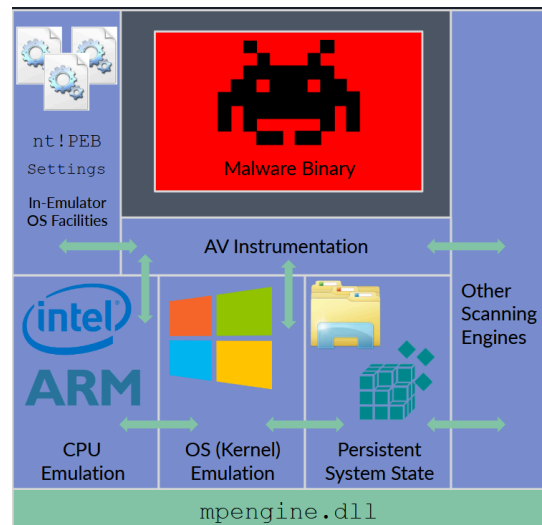 nt!PEB
Settings
In-Emulator
OS Facilities
Malware Binary
AV Instrumentation
Other
Scanning
Engines
intel
ARM
CPU
Emulation
OS (Kernel)
Emulation
Persistent
System State
mpengine.dll